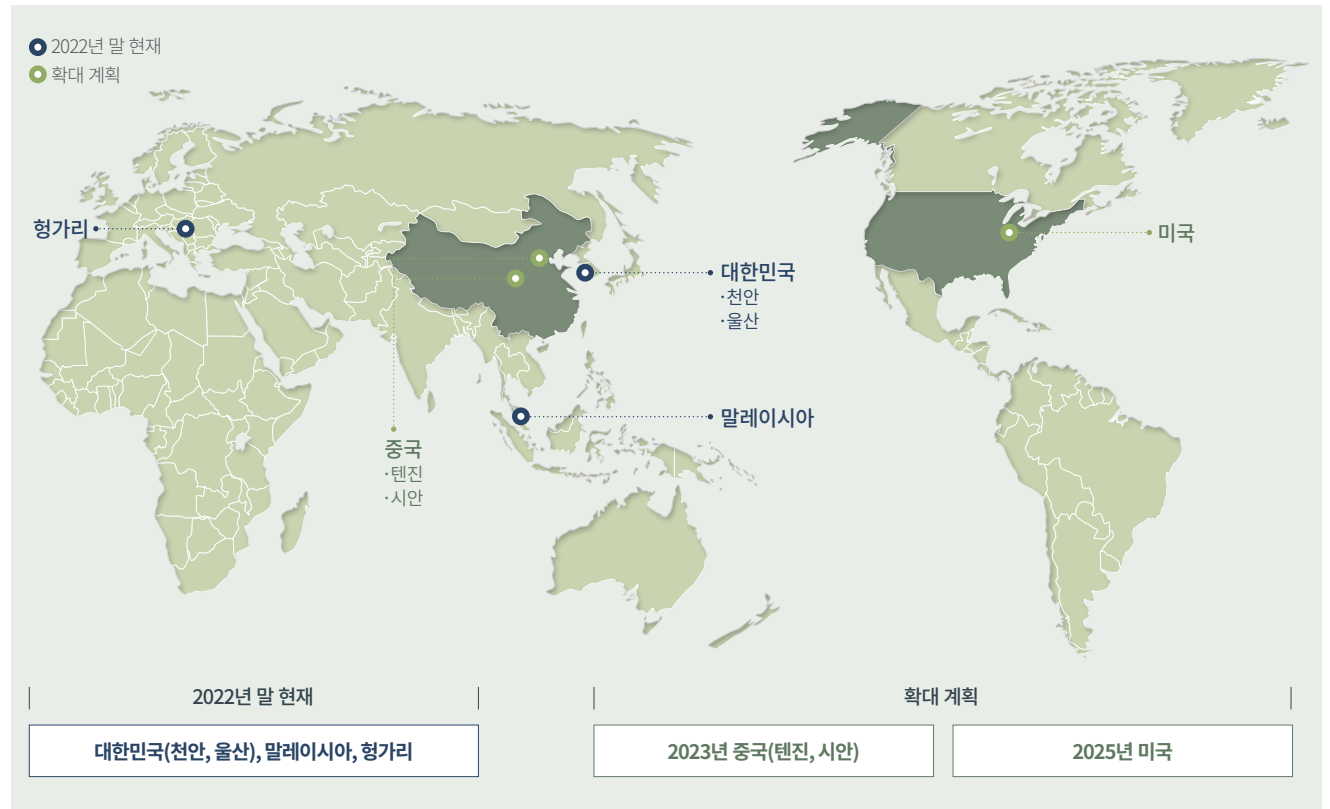 2022년 말 현재
확대 계획
헝가리
미국
대한민국
·천안
·울산
말레이시아
중국
·텐진
·시안
2022년 말 현재
확대 계획
대한민국(천안, 울산), 말레이시아, 헝가리
2023년 중국(텐진, 시안)
2025년 미국